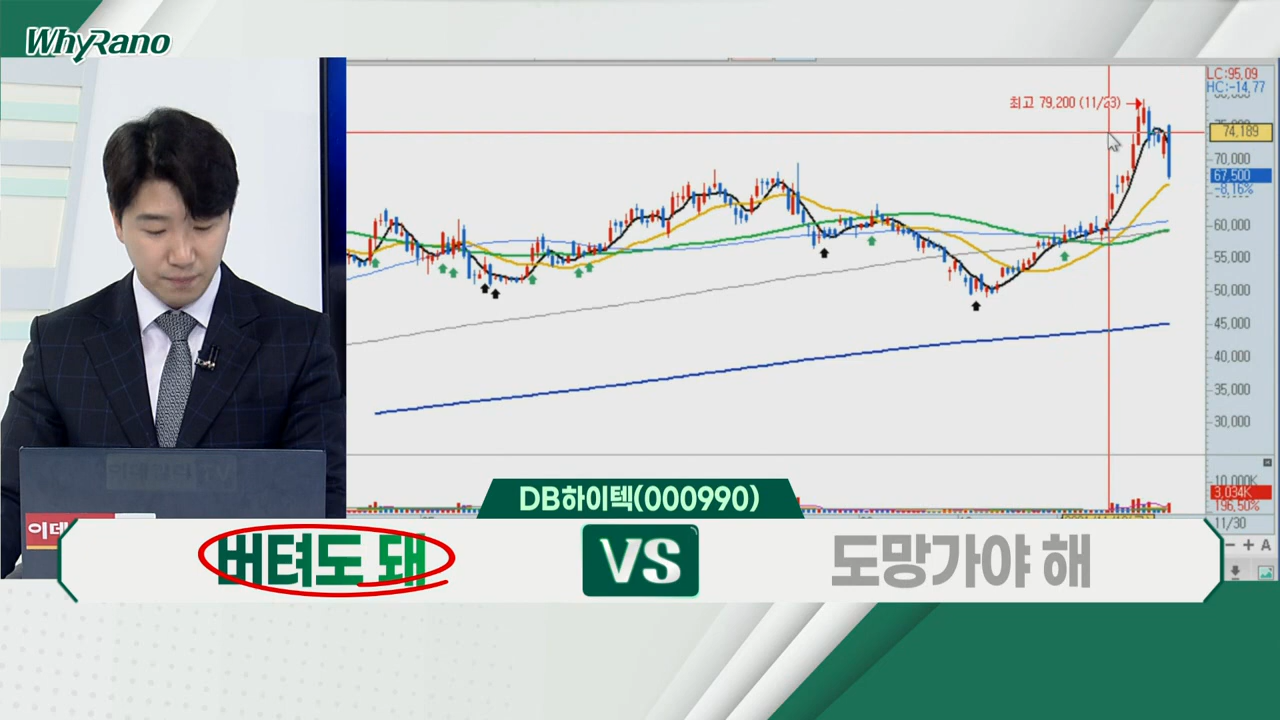 WhyRano
LC:95.09
HC:-14.77
최고 79,200 (11/23)
74,189
70,000
67,500
-8.16%
60,000
55,000
50,000
45,000
40,000
35,000
30,000
10,000K
3,034K
196.50%
11/30
A
DB하이텍(000990)
이데
버텨도 돼
VS
도망가야 해